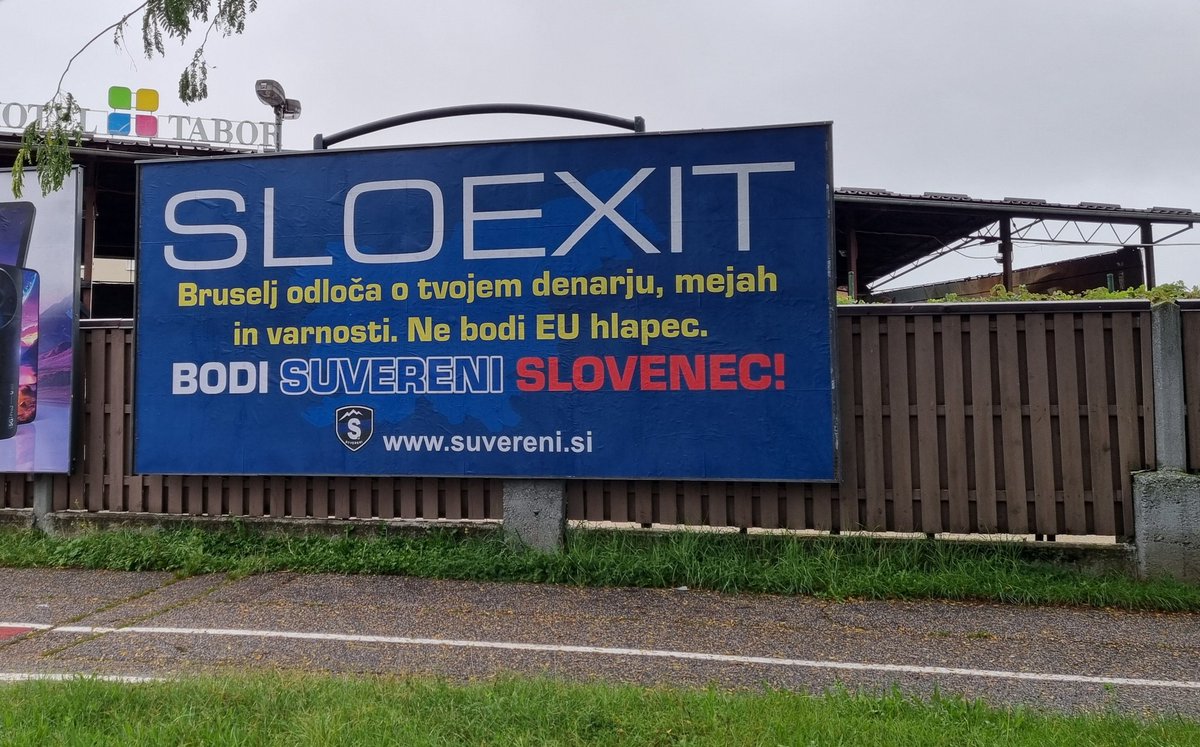 HOTEL TABOR
SLOEXIT
Bruselj odloča o tvojem denarju, mejah
in varnosti. Ne bodi EU hlapec.
BODI SUVERENI SLOVENEC!
S
SUVERENI
www.suvereni.si